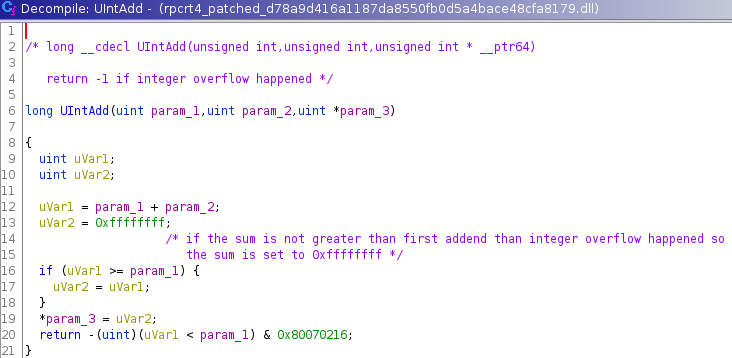 Decompile: UIntAdd - (rpcrt4_patched_d78a9d416a1187da8550fb0d5a4bace48cfa8179.dll)
1
2 /* long __cdecl UIntAdd(unsigned int,unsigned int,unsigned int * __ptr64)
3
4 return -1 if integer overflow happened */
5
6 long UIntAdd(uint param_1,uint param_2,uint *param_3)
7
8 {
9 uint uVar1;
10 uint uVar2;
11
12 uVar1 = param_1 + param_2;
13 uVar2 = 0xffffffff;
14 /* if the sum is not greater than first addend than integer overflow happened so
15 the sum is set to 0xffffffff */
16 if (uVar1 >= param_1) {
17 uVar2 = uVar1;
18 }
19 *param_3 = uVar2;
20 return -(uint)(uVar1 < param_1) & 0x80070216;
21 }